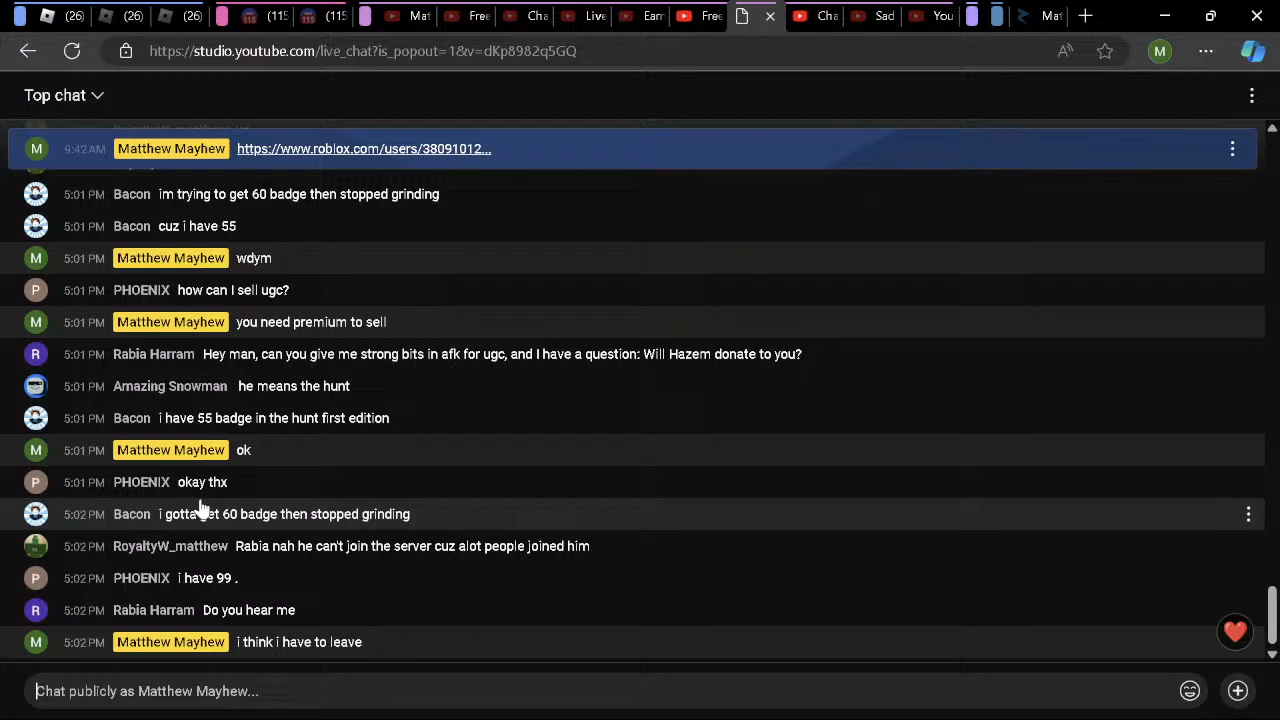 (26)
(26)
(26)
(115
(115
Mat
Free
Cha
Live
Earn
Free
Cha
Sad
You
Mat
https://studio.youtube.com/live_chat?is_popout=1&v=dKp8982q5GQ
M
Top chat
M 9:42 AM Matthew Mayhew https://www.roblox.com/users/38091012...
5:01 PM Bacon im trying to get 60 badge then stopped grinding
5:01 PM Bacon cuz i have 55
M 5:01 PM Matthew Mayhew wdym
P 5:01 PM PHOENIX how can I sell ugc?
M 5:01 PM Matthew Mayhew you need premium to sell
R 5:01 PM Rabia Harram Hey man, can you give me strong bits in afk for ugc, and I have a question: Will Hazem donate to you?
5:01 PM Amazing Snowman he means the hunt
5:01 PM Bacon i have 55 badge in the hunt first edition
M 5:01 PM Matthew Mayhew ok
P 5:01 PM PHOENIX okay thx
5:02 PM Bacon i gotta get 60 badge then stopped grinding
5:02 PM RoyaltyW_matthew Rabia nah he can't join the server cuz alot people joined him
P 5:02 PM PHOENIX i have 99 .
R 5:02 PM Rabia Harram Do you hear me
M 5:02 PM Matthew Mayhew i think i have to leave
Chat publicly as Matthew Mayhew...